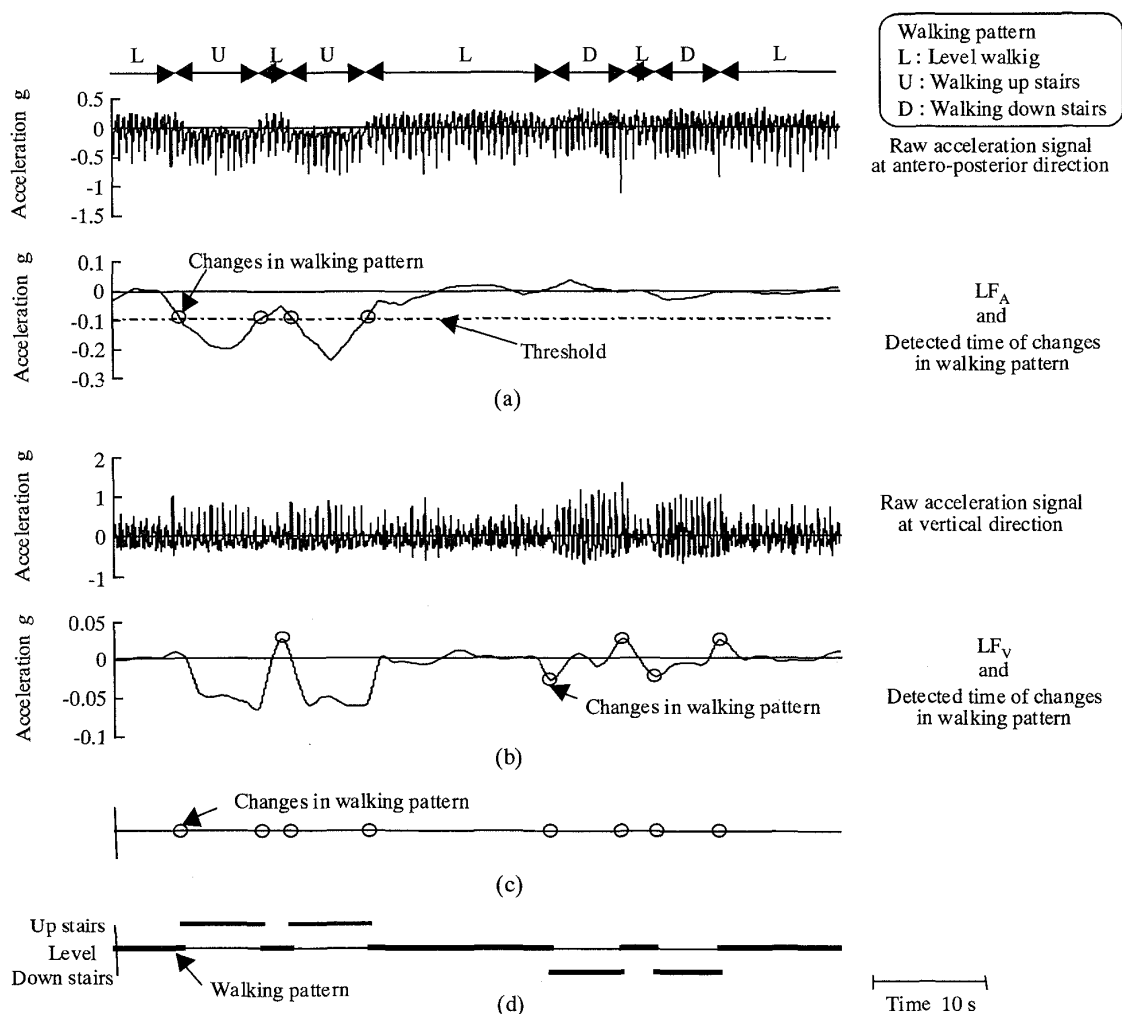 L U L U L D L D L
Walking pattern
L : Level walkig
U : Walking up stairs
D : Walking down stairs
Acceleration g
0.5
0
-0.5
-1
-1.5
Raw acceleration signal
at antero-posterior direction
Acceleration g
0.1
0
-0.1
-0.2
-0.3
Changes in walking pattern
Threshold
LFA
and
Detected time of changes
in walking pattern
(a)
Acceleration g
2
1
0
-1
Raw acceleration signal
at vertical direction
Acceleration g
0.05
0
-0.05
-0.1
Changes in walking pattern
LFV
and
Detected time of changes
in walking pattern
(b)
Changes in walking pattern
(c)
Up stairs
Level
Down stairs
Walking pattern
(d)
Time 10 s